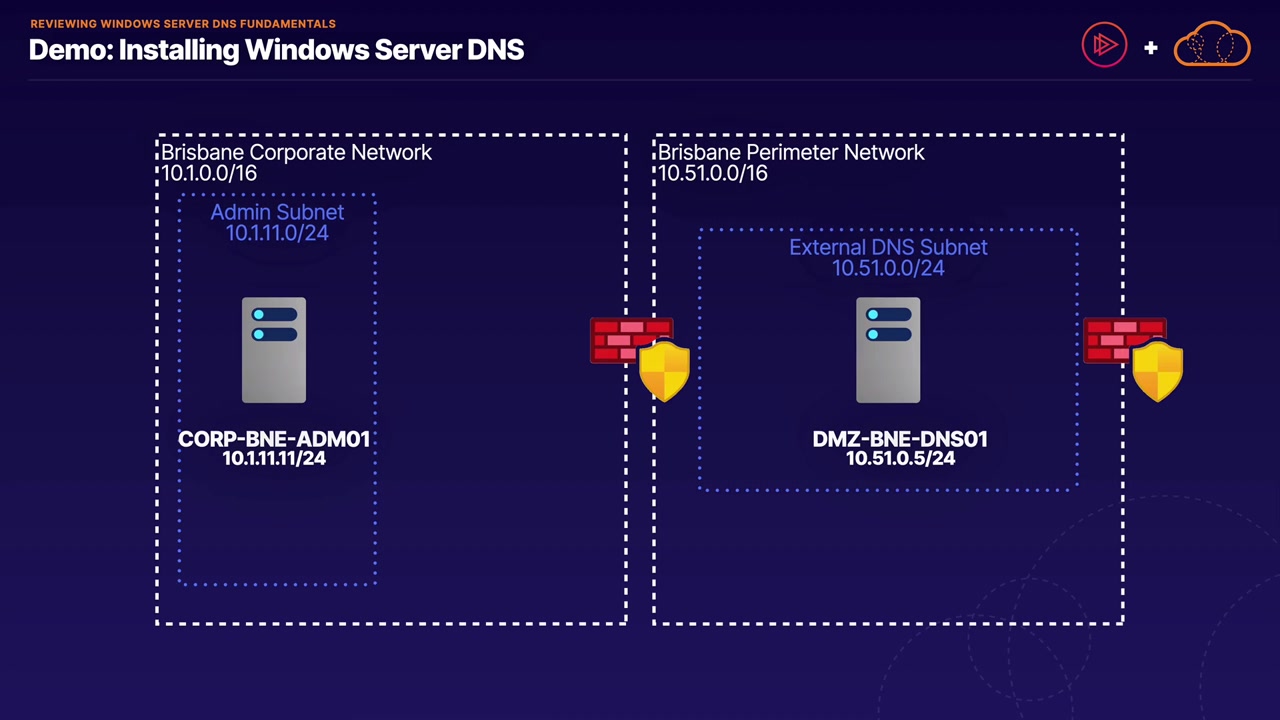 REVIEWING WINDOWS SERVER DNS FUNDAMENTALS
Demo: Installing Windows Server DNS
+
Brisbane Corporate Network
10.1.0.0/16
Admin Subnet
10.1.11.0/24
CORP-BNE-ADM01
10.1.11.11/24
Brisbane Perimeter Network
10.51.0.0/16
External DNS Subnet
10.51.0.0/24
DMZ-BNE-DNS01
10.51.0.5/24